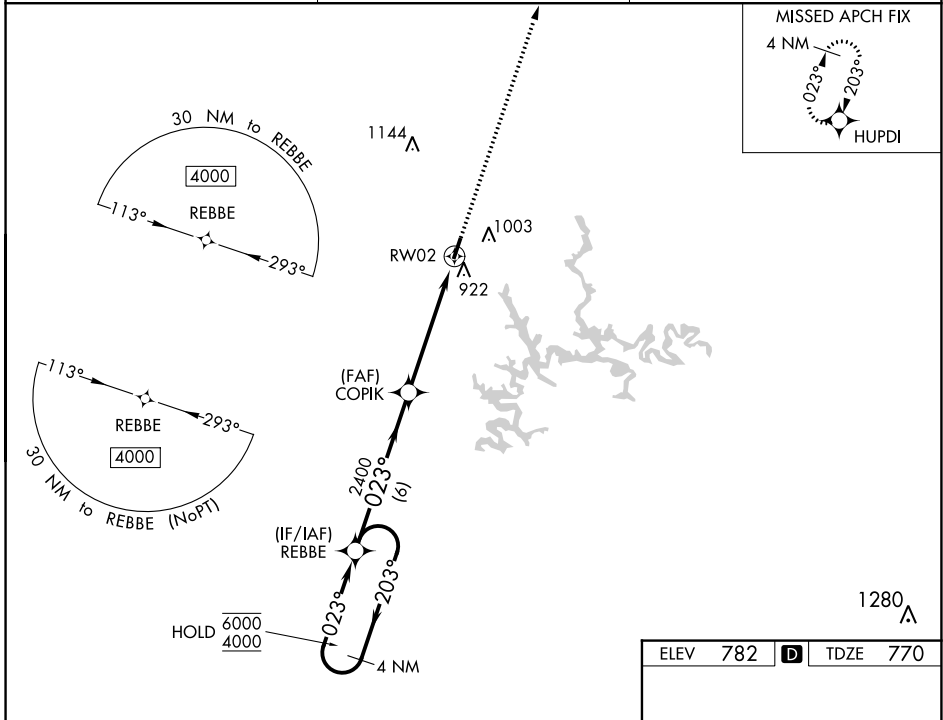 MISSED APCH FIX
4 NM
023°
203°
HUPDI
30 NM to REBBE
4000
REBBE
113°
293°
1144
1003
RW02
922
113°
293°
REBBE
4000
30 NM to REBBE (NoPT)
(FAF)
COPIK
2400
023°
(6)
(IF/IAF)
REBBE
023°
203°
HOLD 6000
4000
4 NM
1280
ELEV 782 D TDZE 770